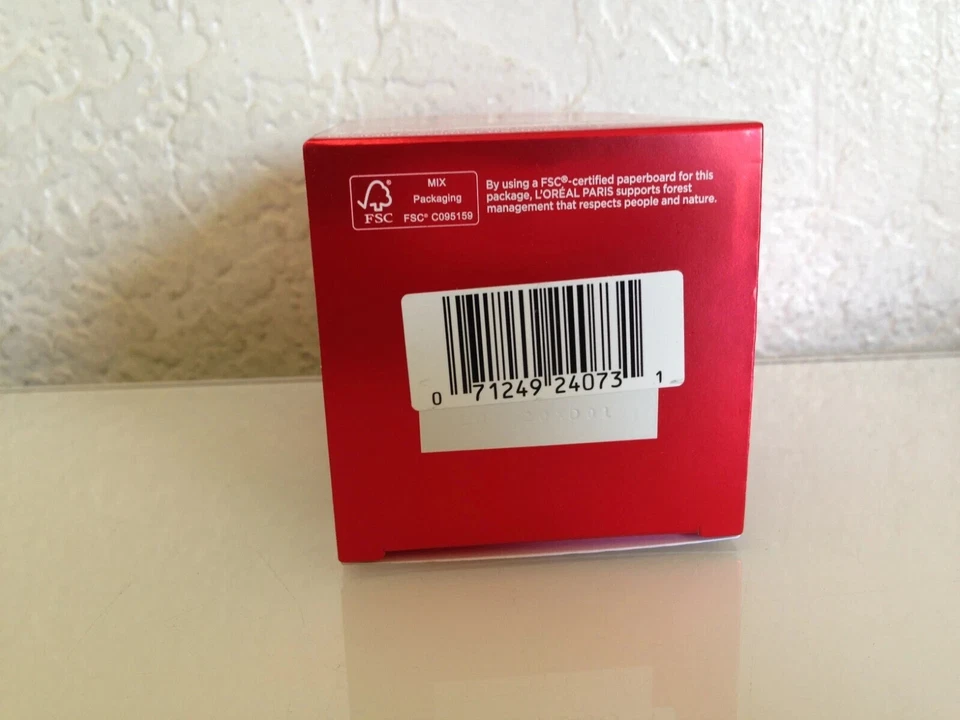 FSC
MIX
Packaging
FSC® C095159
By using a FSC®-certified paperboard for this
package, L'ORÉAL PARIS supports forest
management that respects people and nature.
0 71249 24073 1